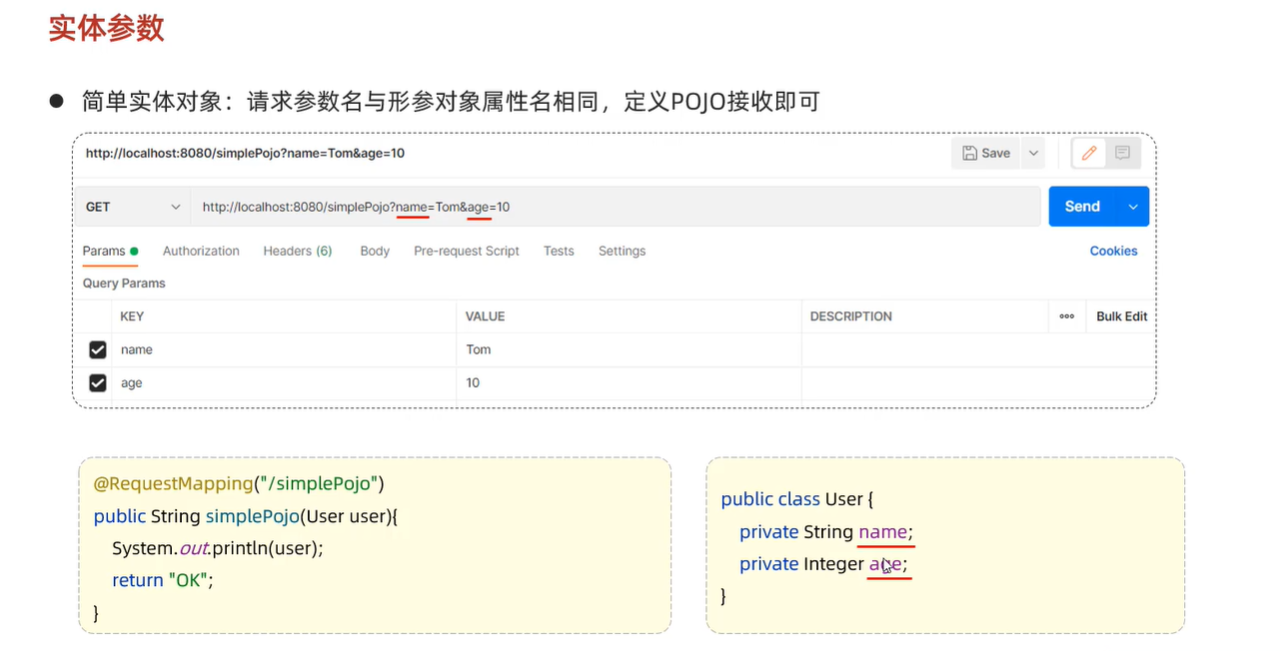 实体参数
● 简单实体对象：请求参数名与形参对象属性名相同，定义POJO接收即可
http://localhost:8080/simplePojo?name=Tom&age=10
Save
GET http://localhost:8080/simplePojo?name=Tom&age=10 Send
Params Authorization Headers (6) Body Pre-request Script Tests Settings Cookies
Query Params
KEY VALUE DESCRIPTION ooo Bulk Edit
name Tom
age 10
@RequestMapping("/simplePojo")
public String simplePojo(User user){
System.out.println(user);
return "OK";
}
public class User {
private String name;
private Integer age;
}